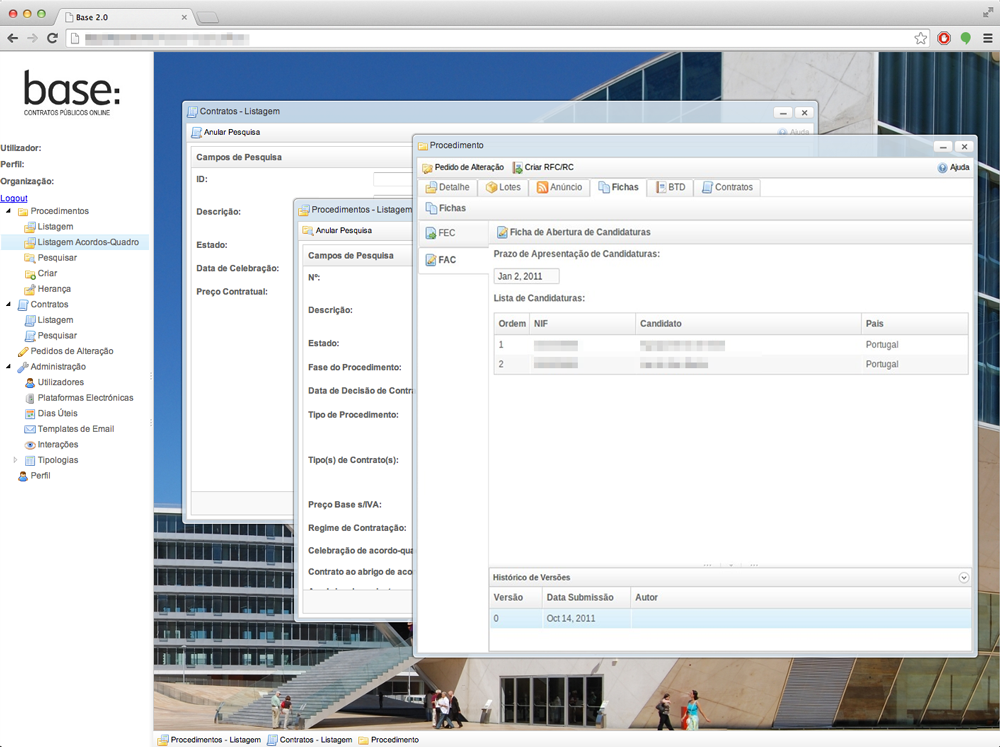 Base 2.0
base:
CONTRATOS PÚBLICOS ONLINE
Utilizador:
Perfil:
Organização:
Logout
Procedimentos
Listagem
Listagem Acordos-Quadro
Pesquisar
Criar
Herança
Contratos
Listagem
Pesquisar
Pedidos de Alteração
Administração
Utilizadores
Plataformas Electrónicas
Dias Úteis
Templates de Email
Interações
Tipologias
Perfil
Contratos - Listagem
Anular Pesquisa
Ajuda
Campos de Pesquisa
ID:
Descrição:
Estado:
Data de Celebração:
Preço Contratual:
Procedimentos - Listagem
Anular Pesquisa
Campos de Pesquisa
Nº:
Descrição:
Estado:
Fase do Procedimento:
Data de Decisão de Contra
Tipo de Procedimento:
Tipo(s) de Contrato(s):
Preço Base s/IVA:
Regime de Contratação:
Celebração de acordo-qua
Contrato ao abrigo de aco
Procedimento
Pedido de Alteração Criar RFC/RC Ajuda
Detalhe Lotes Anúncio Fichas BTD Contratos
Fichas
FEC
FAC
Ficha de Abertura de Candidaturas
Prazo de Apresentação de Candidaturas:
Jan 2, 2011
Lista de Candidaturas:
Ordem NIF Candidato Pais
1 Portugal
2 Portugal
Histórico de Versões
Versão Data Submissão Autor
0 Oct 14, 2011
Procedimentos - Listagem Contratos - Listagem Procedimento